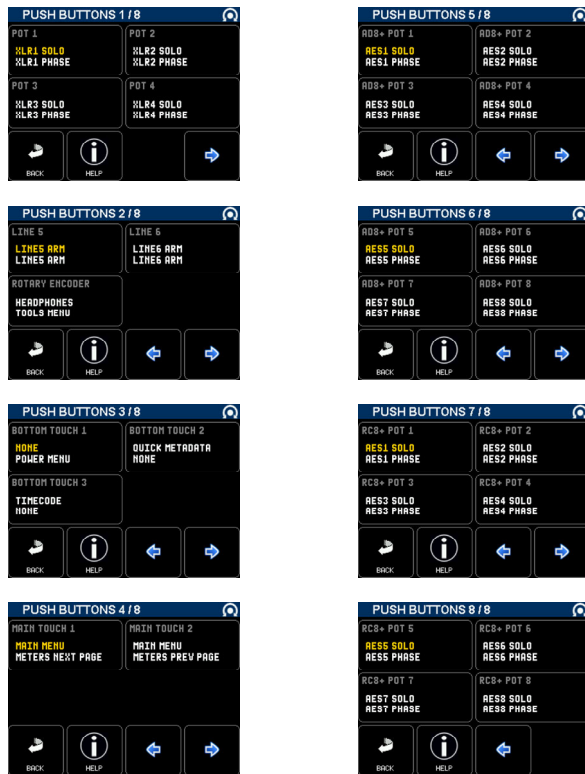 PUSH BUTTONS 1/8
POT 1
POT 2
XLR1 SOLO
XLR1 PHASE
XLR2 SOLO
XLR2 PHASE
POT 3
POT 4
XLR3 SOLO
XLR3 PHASE
XLR4 SOLO
XLR4 PHASE
BACK
HELP
PUSH BUTTONS 2/8
LINE 5
LINE 6
LINE5 ARM
LINE5 ARM
LINE6 ARM
LINE6 ARM
ROTARY ENCODER
HEADPHONES
TOOLS MENU
BACK
HELP
PUSH BUTTONS 3/8
BOTTOM TOUCH 1
BOTTOM TOUCH 2
NONE
POWER MENU
QUICK METADATA
NONE
BOTTOM TOUCH 3
TIMECODE
NONE
BACK
HELP
PUSH BUTTONS 4/8
MAIN TOUCH 1
MAIN TOUCH 2
MAIN MENU
METERS NEXT PAGE
MAIN MENU
METERS PREV PAGE
BACK
HELP
PUSH BUTTONS 5/8
AD8+ POT 1
AD8+ POT 2
AES1 SOLO
AES1 PHASE
AES2 SOLO
AES2 PHASE
AD8+ POT 3
AD8+ POT 4
AES3 SOLO
AES3 PHASE
AES4 SOLO
AES4 PHASE
BACK
HELP
PUSH BUTTONS 6/8
AD8+ POT 5
AD8+ POT 6
AES5 SOLO
AES5 PHASE
AES6 SOLO
AES6 PHASE
AD8+ POT 7
AD8+ POT 8
AES7 SOLO
AES7 PHASE
AES8 SOLO
AES8 PHASE
BACK
HELP
PUSH BUTTONS 7/8
RC8+ POT 1
RC8+ POT 2
AES1 SOLO
AES1 PHASE
AES2 SOLO
AES2 PHASE
RC8+ POT 3
RC8+ POT 4
AES3 SOLO
AES3 PHASE
AES4 SOLO
AES4 PHASE
BACK
HELP
PUSH BUTTONS 8/8
RC8+ POT 5
RC8+ POT 6
AES5 SOLO
AES5 PHASE
AES6 SOLO
AES6 PHASE
RC8+ POT 7
RC8+ POT 8
AES7 SOLO
AES7 PHASE
AES8 SOLO
AES8 PHASE
BACK
HELP